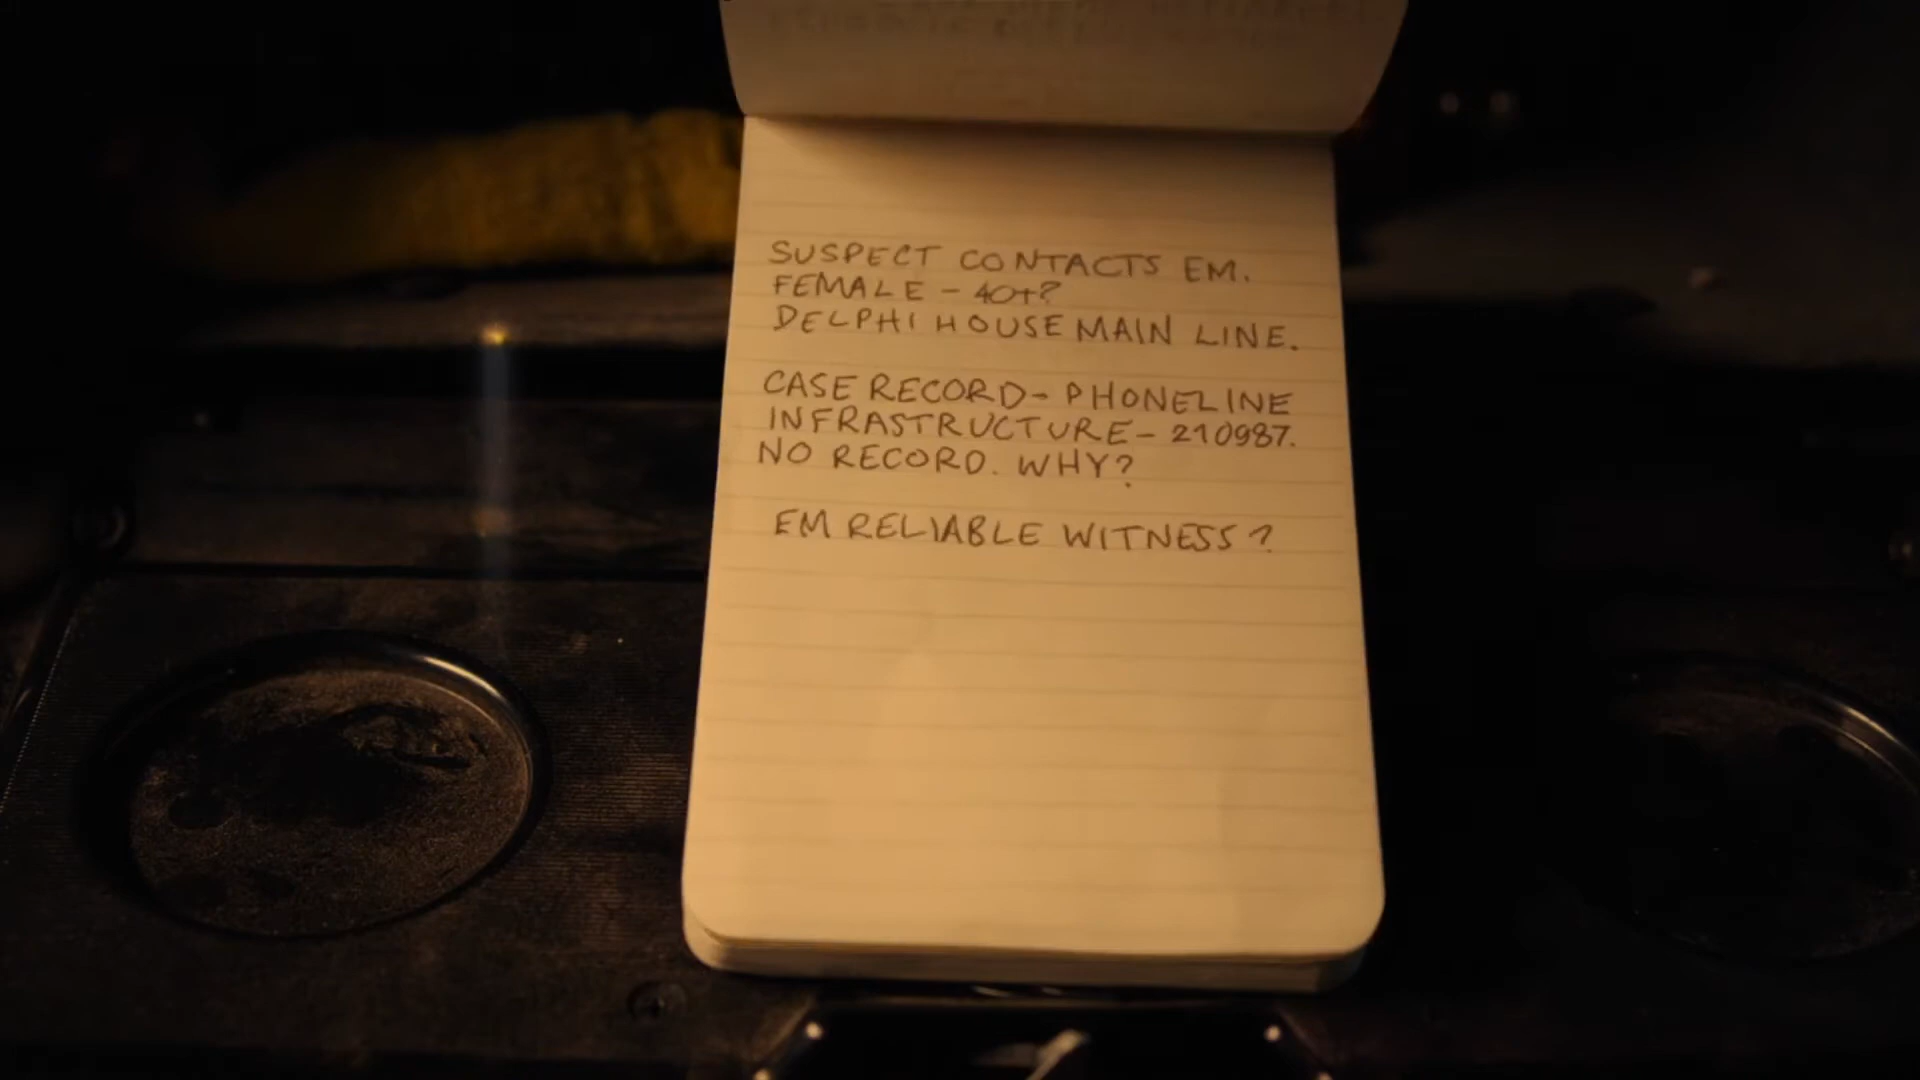 SUSPECT CONTACTS EM.
FEMALE - 40+?
DELPHI HOUSE MAIN LINE.
CASE RECORD - PHONELINE
INFRASTRUCTURE - 210987.
NO RECORD. WHY?
EM RELIABLE WITNESS?